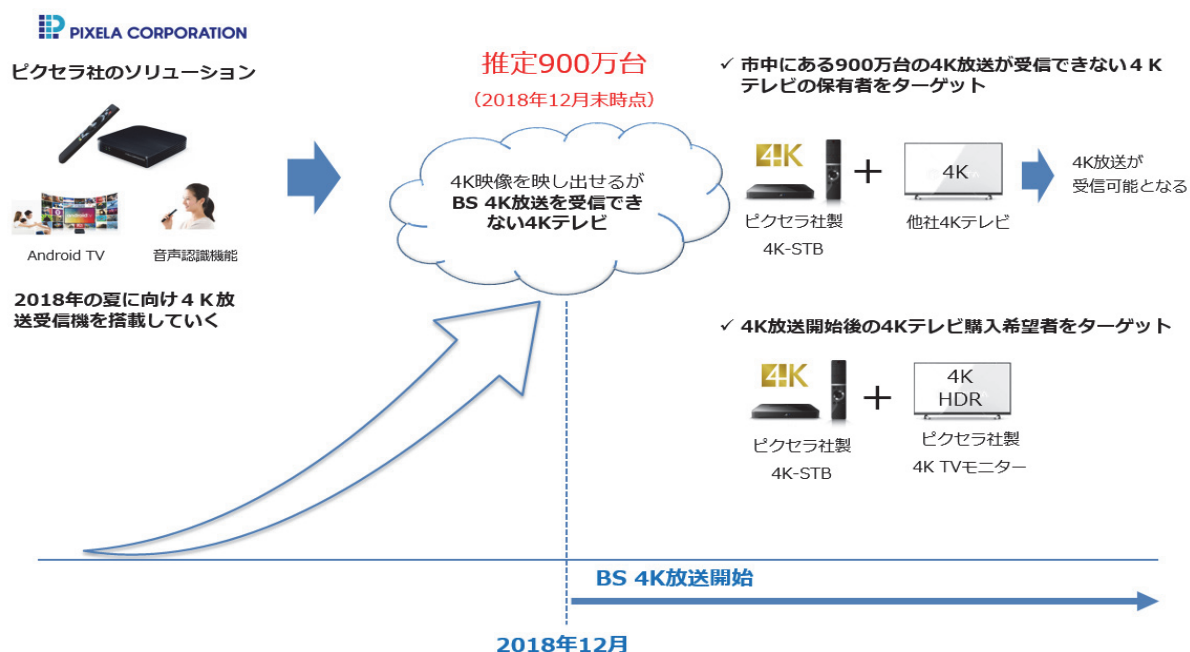 PIXELA CORPORATION
ピクセラ社のソリューション
Android TV
音声認識機能
2018年の夏に向け４Ｋ放
送受信機を搭載していく
推定900万台
（2018年12月末時点）
4K映像を映し出せるが
BS 4K放送を受信でき
ない4Kテレビ
✓ 市中にある900万台の4K放送が受信できない４Ｋ
テレビの保有者をターゲット
4K
ピクセラ社製
4K-STB
＋
4K
他社4Kテレビ
4K放送が
受信可能となる
✓ 4K放送開始後の4Kテレビ購入希望者をターゲット
4K
ピクセラ社製
4K-STB
＋
4K
HDR
ピクセラ社製
4K TVモニター
BS 4K放送開始
2018年12月